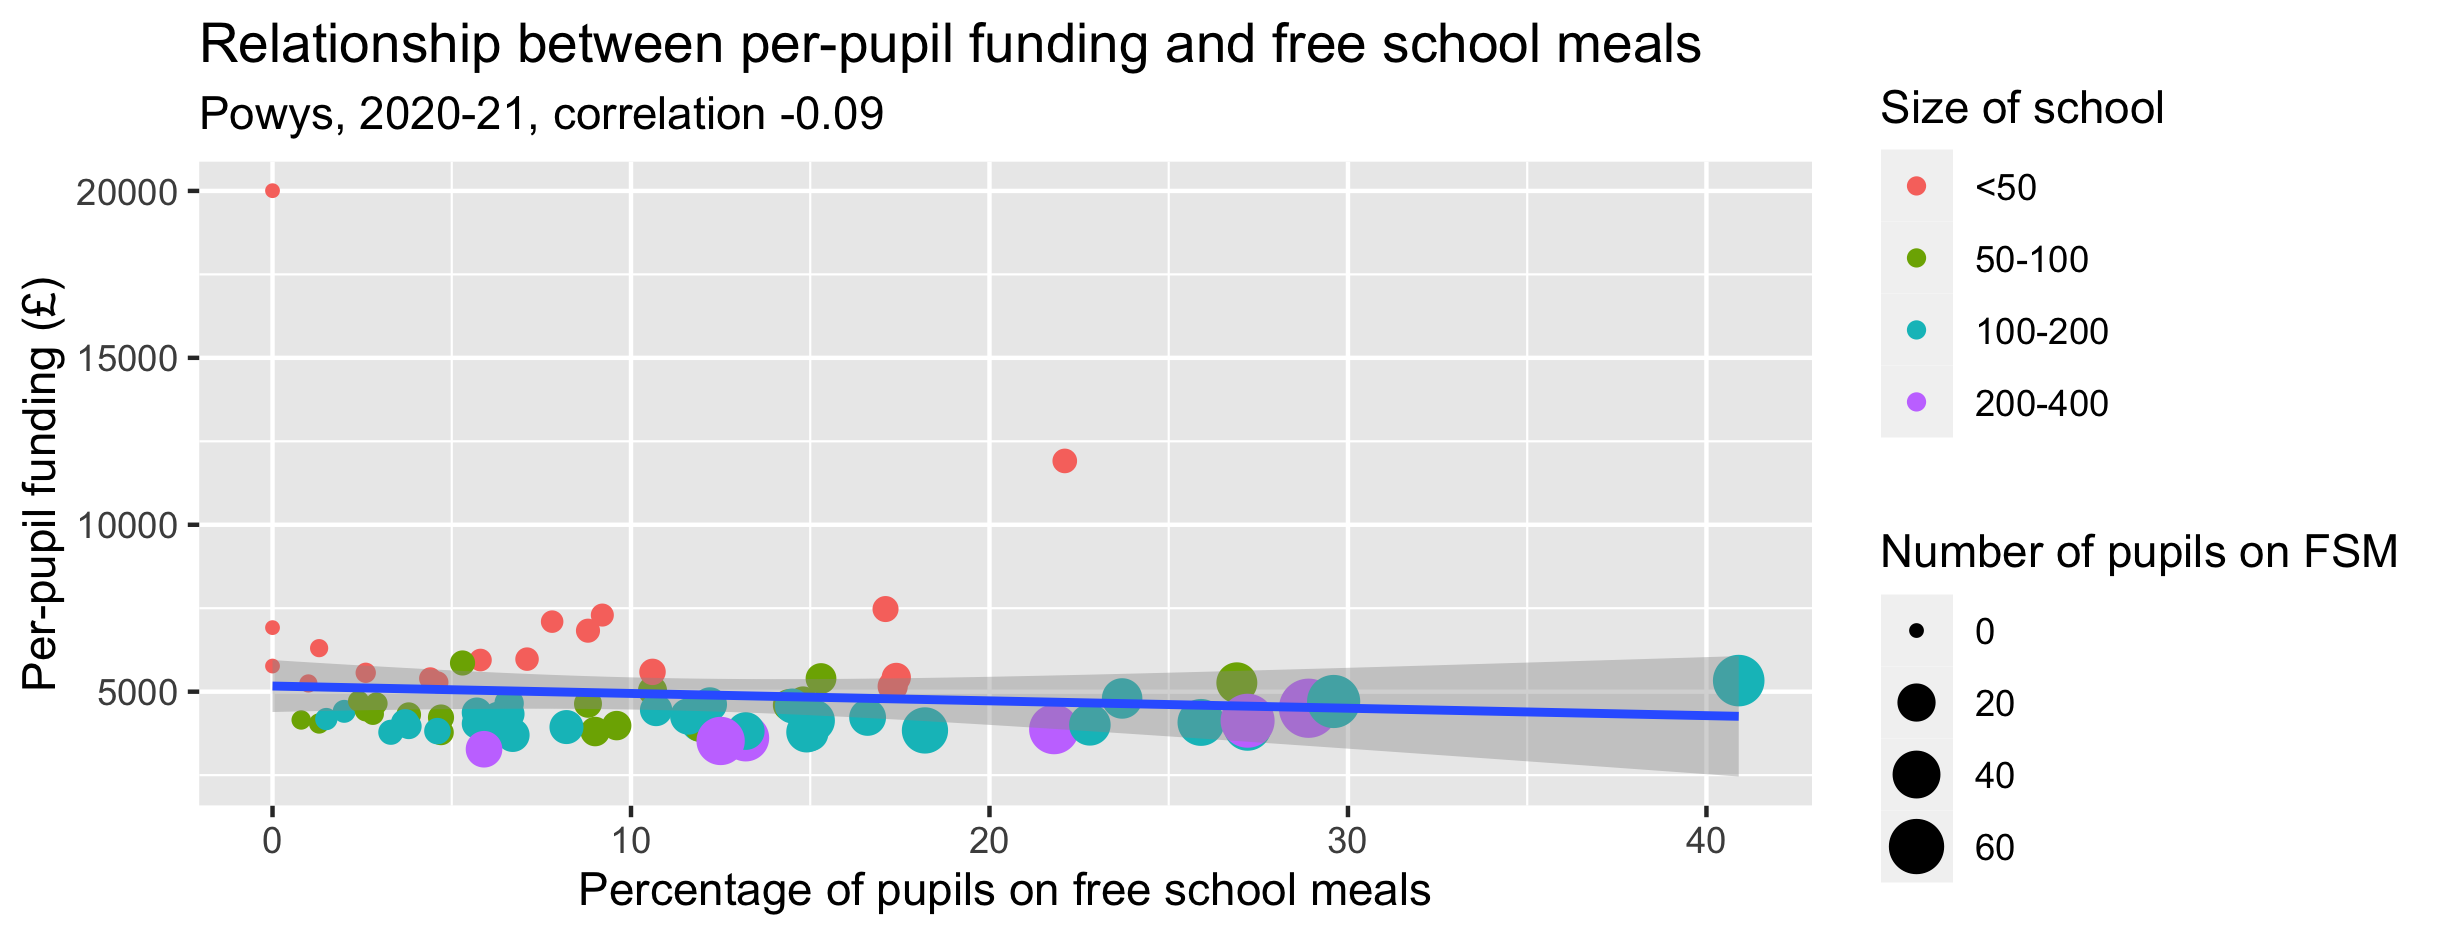 Relationship between per-pupil funding and free school meals
Powys, 2020-21, correlation -0.09
Per-pupil funding (£)
20000
15000
10000
5000
0 10 20 30 40
Percentage of pupils on free school meals
Size of school
<50
50-100
100-200
200-400
Number of pupils on FSM
0
20
40
60